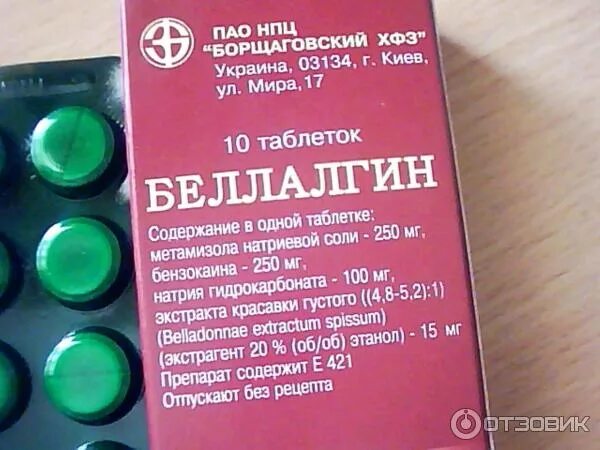 ПАО НПЦ
"БОРЩАГОВСКИЙ ХФЗ"
Украина, 03134, г. Киев,
ул. Мира,17
10 таблеток
БЕЛЛАЛГИН
Содержание в одной таблетке:
метамизола натриевой соли - 250 мг,
бензокаина - 250 мг,
натрия гидрокарбоната - 100 мг,
экстракта красавки густого ((4,8-5,2):1)
(Belladonnae extractum spissum)
(экстрагент 20 % (об/об) этанол) - 15 мг
Препарат содержит Е 421
Отпускают без рецепта
ОТЗОВИК